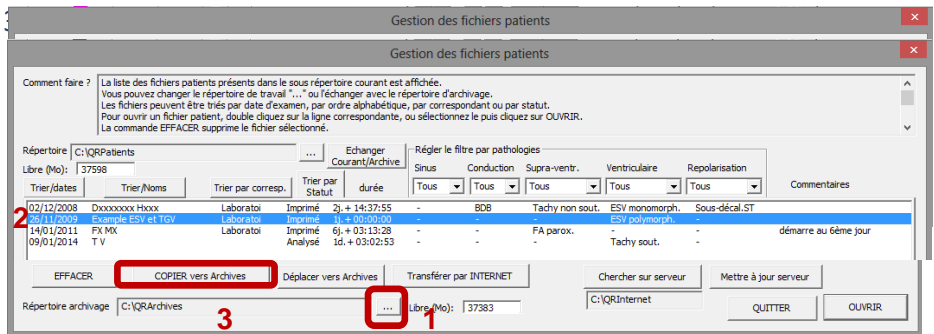 Gestion des fichiers patients
Gestion des fichiers patients
Comment faire ? La liste des fichiers patients présents dans le sous répertoire courant est affichée.
Vous pouvez changer le répertoire de travail "..." ou l'échanger avec le répertoire d'archivage.
Les fichiers peuvent être triés par date d'examen, par ordre alphabétique, par correspondant ou par statut.
Pour ouvrir un fichier patient, double cliquez sur la ligne correspondante, ou sélectionnez le puis cliquez sur OUVRIR.
La commande EFFACER supprime le fichier sélectionné.
Répertoire C:\QRPatients ... Echanger Courant/Archive Régler le filtre par pathologies
Libre (Mo): 37598 Sinus Conduction Supra-ventr. Ventriculaire Repolarisation
Trier/dates Trier/Noms Trier par corresp. Trier par Statut durée Tous Tous Tous Tous Tous Commentaires
02/12/2008 Dxxxxxxx Hxxx Laboratoi Imprimé 2j. + 14:37:55 - BDB Tachy non sout. ESV monomorph. Sous-décal.ST
2 26/11/2009 Example ESV et TGV Laboratoi Imprimé 1j. + 00:00:00 - - - ESV polymorph. -
14/01/2011 FX MX Laboratoi Imprimé 6j. + 03:13:28 - - FA parox. - - démarre au 6ème jour
09/01/2014 T V Analysé 1d. + 03:02:53 - - - Tachy sout. -
EFFACER COPIER vers Archives Déplacer vers Archives Transférer par INTERNET Chercher sur serveur Mettre à jour serveur
Répertoire archivage C:\QRArchives ... Libre (Mo): 37383 C:\QRInternet QUITTER OUVRIR
3 1